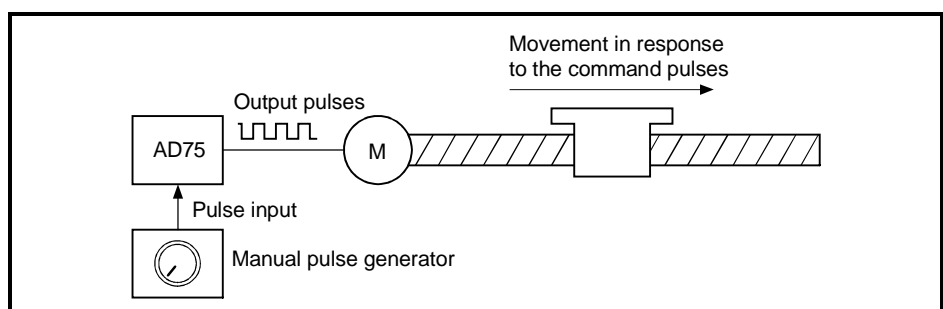 Movement in response
to the command pulses
Output pulses
AD75
M
Pulse input
Manual pulse generator